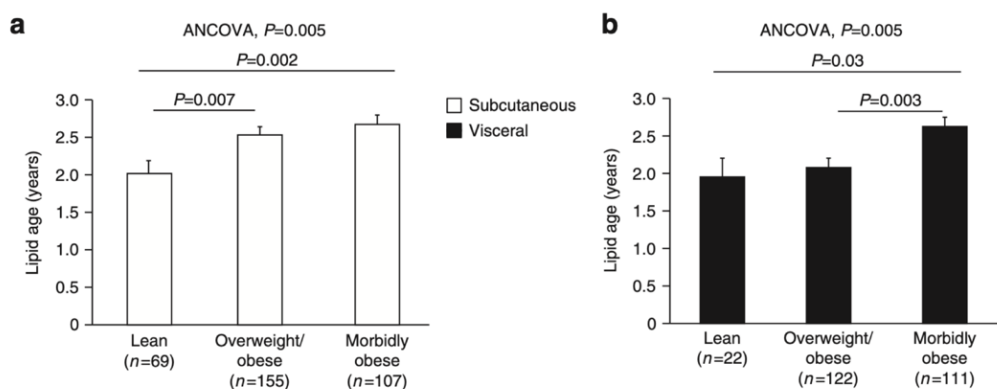 a
ANCOVA, P=0.005
P=0.002
P=0.007
3.0
2.5
2.0
1.5
1.0
0.5
0
Lipid age (years)
Lean
(n=69)
Overweight/
obese
(n=155)
Morbidly
obese
(n=107)
Subcutaneous
Visceral
b
ANCOVA, P=0.005
P=0.03
P=0.003
3.0
2.5
2.0
1.5
1.0
0.5
0
Lipid age (years)
Lean
(n=22)
Overweight/
obese
(n=122)
Morbidly
obese
(n=111)